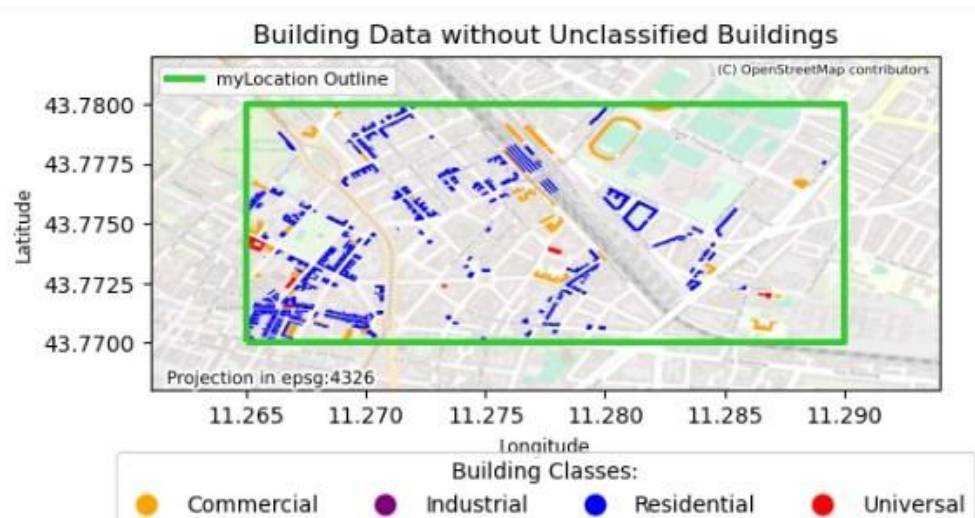 Building Data without Unclassified Buildings
myLocation Outline
(C) OpenStreetMap contributors
43.7800
43.7775
43.7750
43.7725
43.7700
Latitude
Projection in epsg:4326
11.265 11.270 11.275 11.280 11.285 11.290
Longitude
Building Classes:
Commercial Industrial Residential Universal